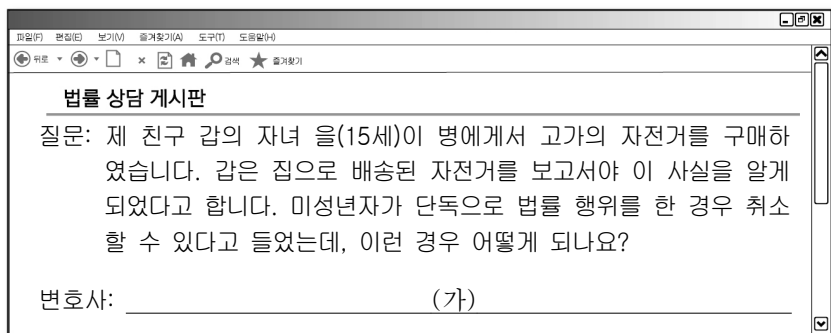 파일(F) 편집(E) 보기(V) 즐겨찾기(A) 도구(T) 도움말(H)
뒤로 검색 즐겨찾기
법률 상담 게시판
질문: 제 친구 갑의 자녀 을(15세)이 병에게서 고가의 자전거를 구매하
였습니다. 갑은 집으로 배송된 자전거를 보고서야 이 사실을 알게
되었다고 합니다. 미성년자가 단독으로 법률 행위를 한 경우 취소
할 수 있다고 들었는데, 이런 경우 어떻게 되나요?
변호사: (가)